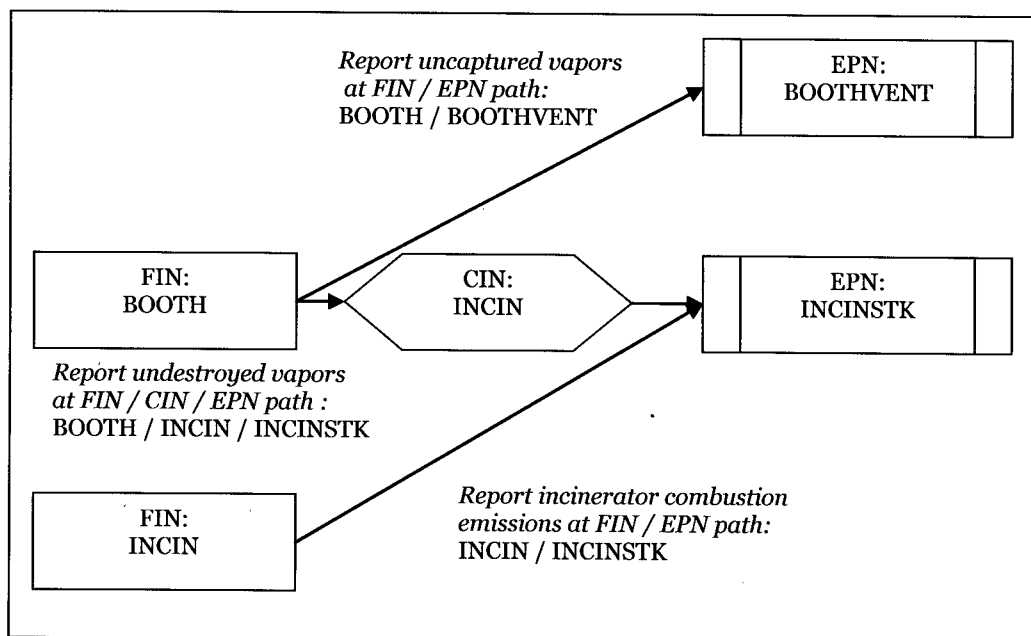 Report uncaptured vapors
at FIN / EPN path:
BOOTH / BOOTHVENT
EPN:
BOOTHVENT
FIN:
BOOTH
CIN:
INCIN
EPN:
INCINSTK
Report undestroyed vapors
at FIN / CIN / EPN path :
BOOTH / INCIN / INCINSTK
FIN:
INCIN
Report incinerator combustion
emissions at FIN / EPN path:
INCIN / INCINSTK